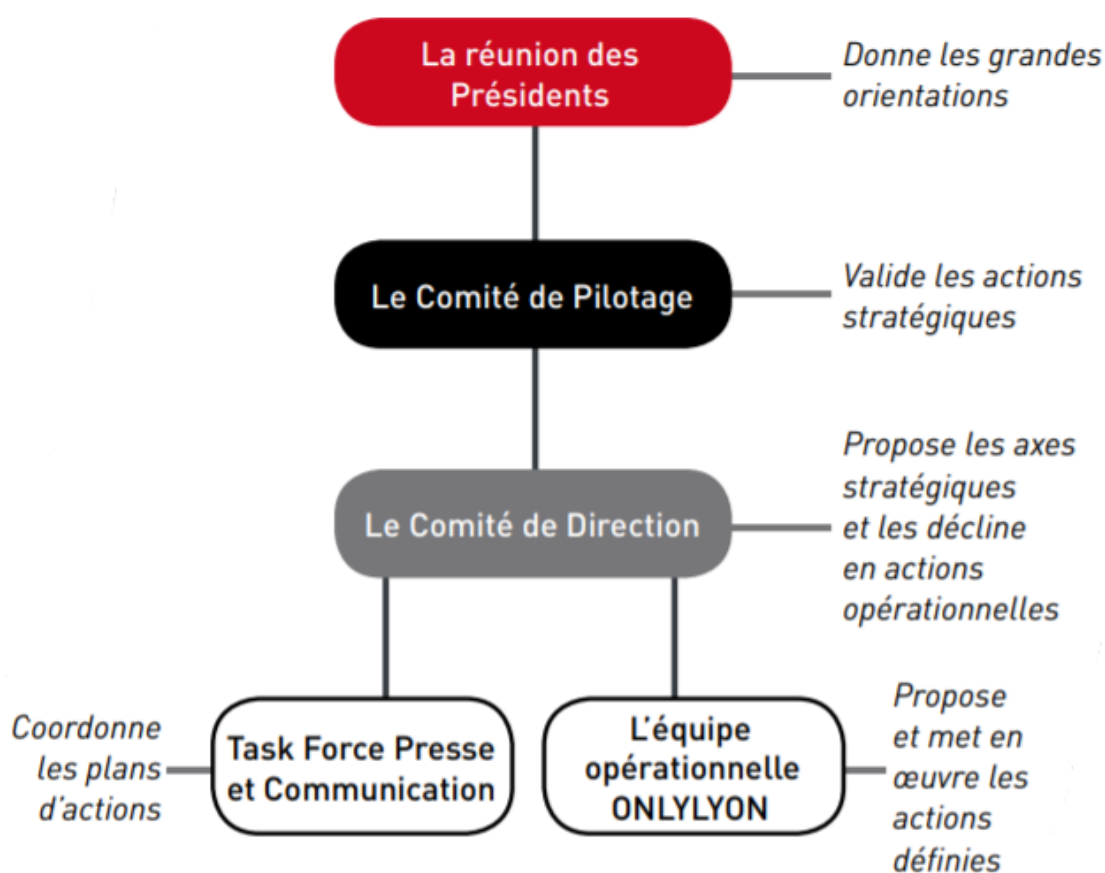 La réunion des
Présidents
Donne les grandes
orientations
Le Comité de Pilotage
Valide les actions
stratégiques
Le Comité de Direction
Propose les axes
stratégiques
et les décline
en actions
opérationnelles
Coordonne
les plans
d'actions
Task Force Presse
et Communication
L'équipe
opérationnelle
ONLYLYON
Propose
et met en
œuvre les
actions
définies